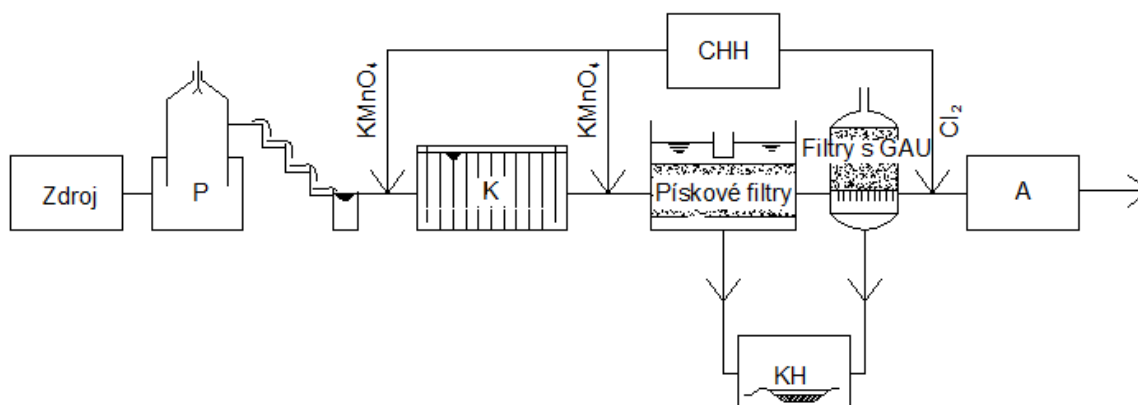 CHH
KMnO₄
KMnO₄
Cl₂
Zdroj
P
K
Pískové filtry
Filtry s GAU
A
KH